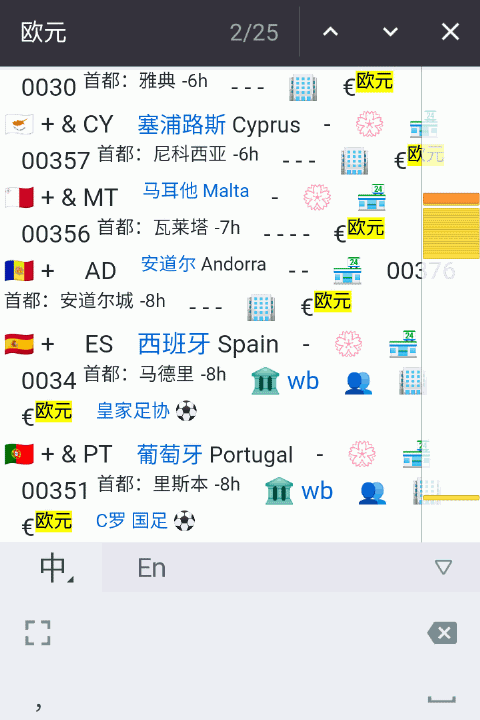 欧元 2/25
0030 首都：雅典 -6h - - - €欧元
+ & CY 塞浦路斯 Cyprus - 24
00357 首都：尼科西亚 -6h - - - €欧元
+ & MT 马耳他 Malta - 24
00356 首都：瓦莱塔 -7h - - - - €欧元
+ AD 安道尔 Andorra - - 24 00376
首都：安道尔城 -8h - - - €欧元
+ ES 西班牙 Spain - 24
0034 首都：马德里 -8h wb
€欧元 皇家足协
+ & PT 葡萄牙 Portugal - 24
00351 首都：里斯本 -8h wb
€欧元 C罗 国足
中 En
，